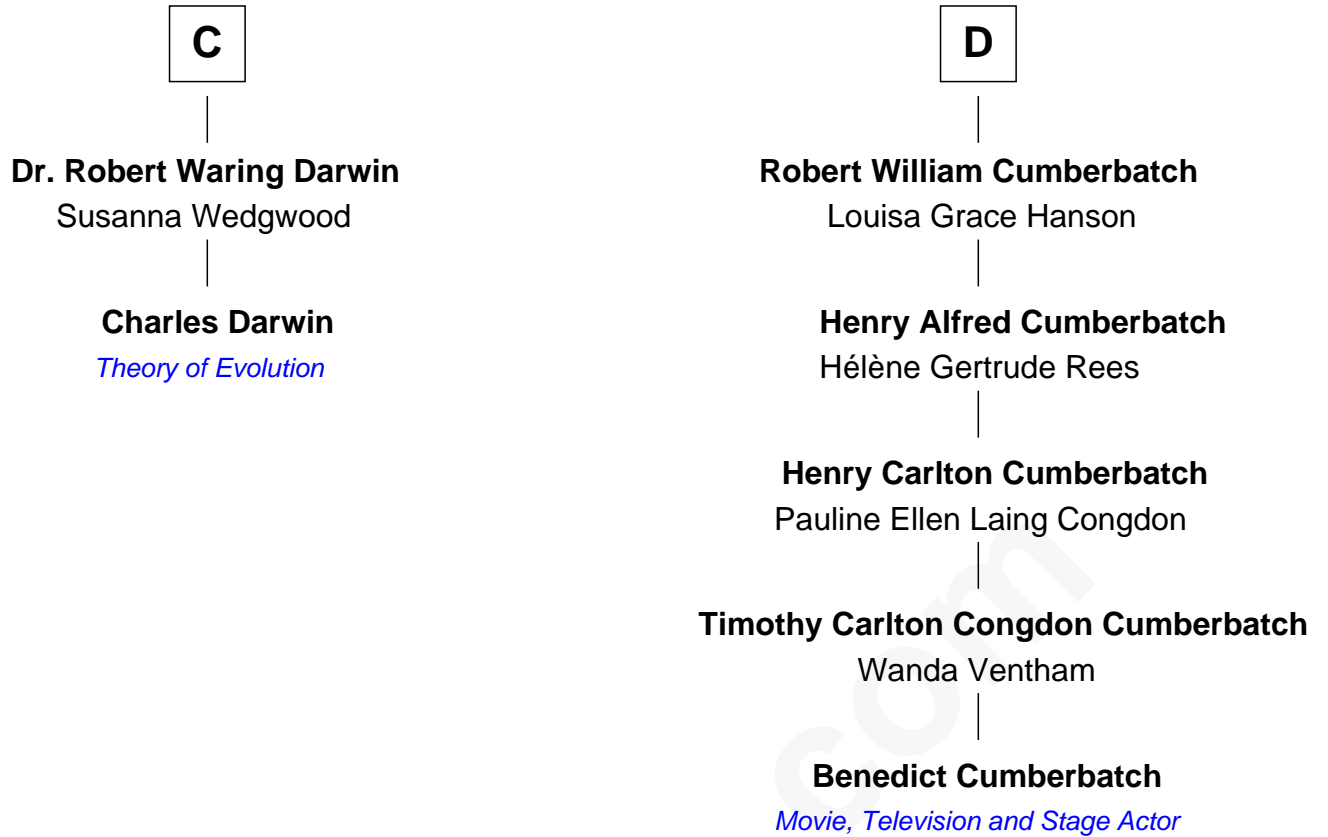 C
Dr. Robert Waring Darwin
Susanna Wedgwood
Charles Darwin
Theory of Evolution
D
Robert William Cumberbatch
Louisa Grace Hanson
Henry Alfred Cumberbatch
Hélène Gertrude Rees
Henry Carlton Cumberbatch
Pauline Ellen Laing Congdon
Timothy Carlton Congdon Cumberbatch
Wanda Ventham
Benedict Cumberbatch
Movie, Television and Stage Actor
com